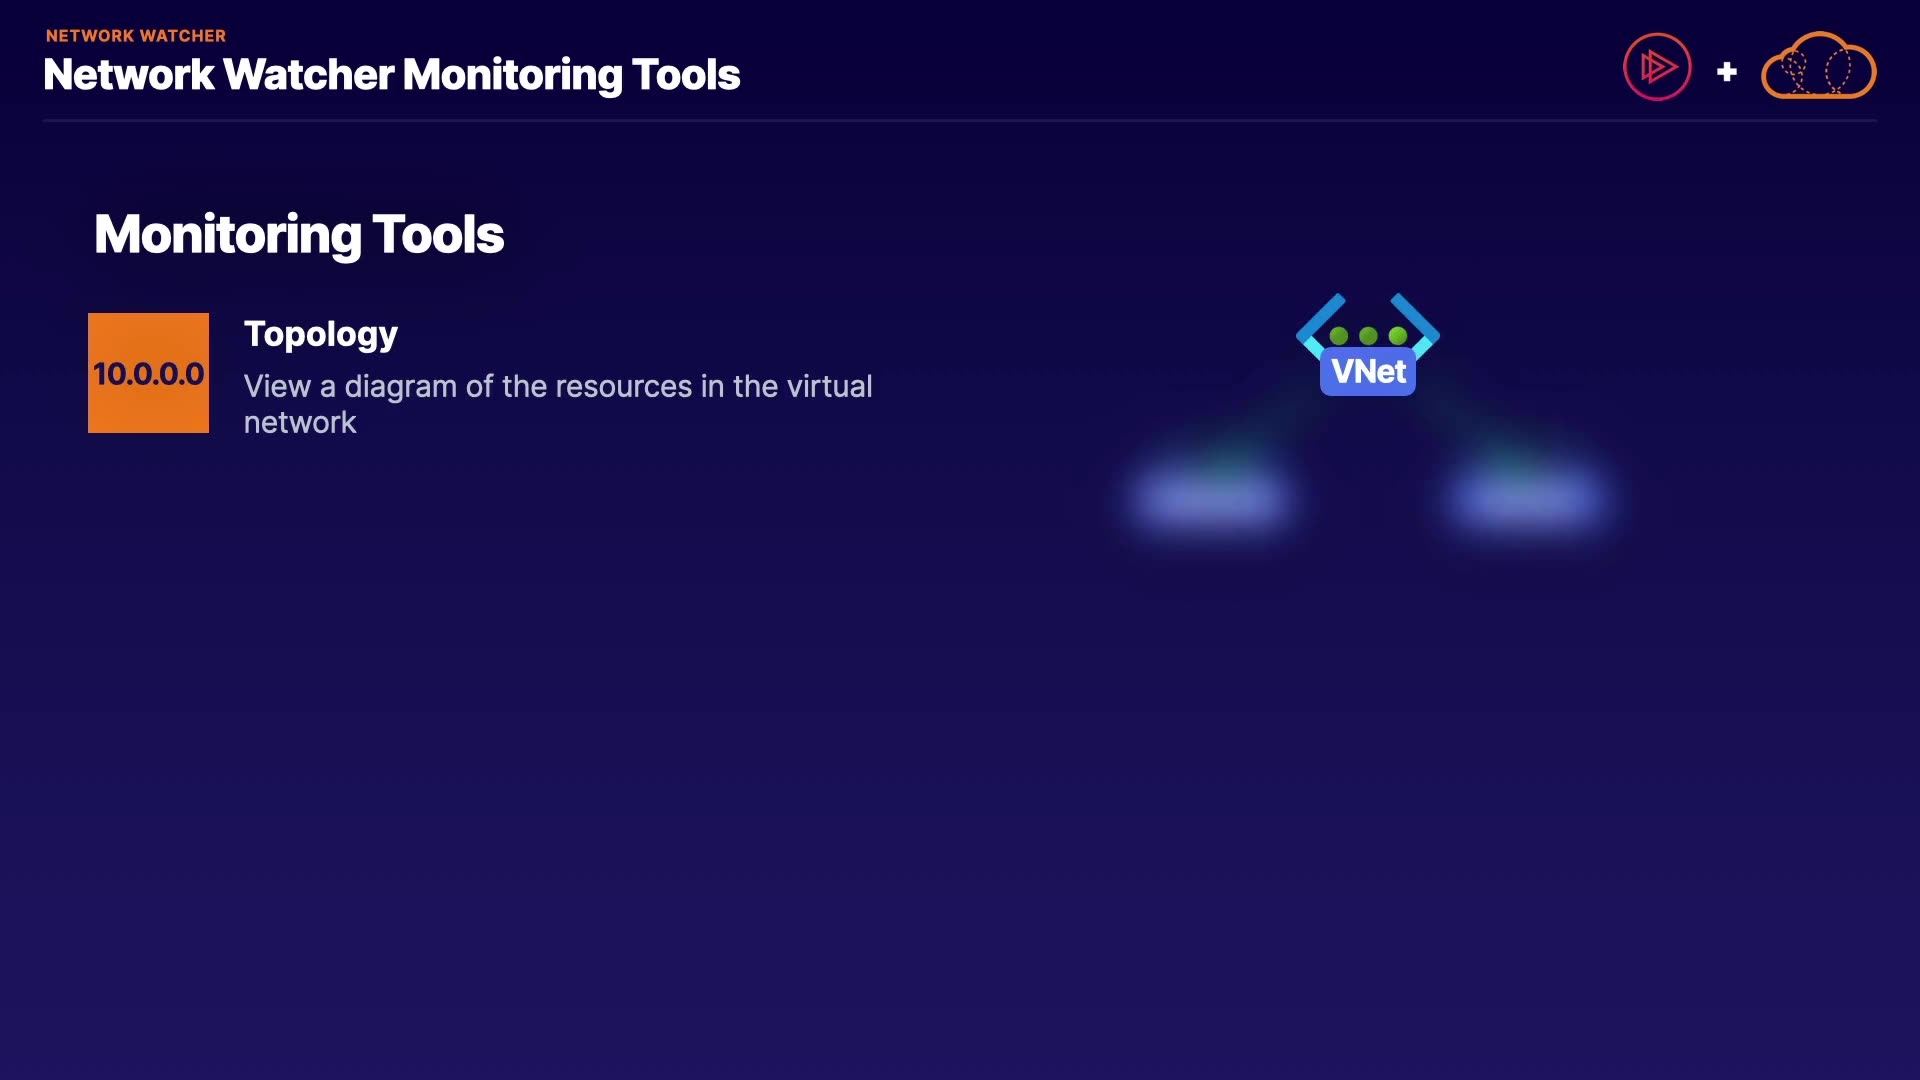 NETWORK WATCHER
Network Watcher Monitoring Tools
Monitoring Tools
10.0.0.0
Topology
View a diagram of the resources in the virtual
network
VNet